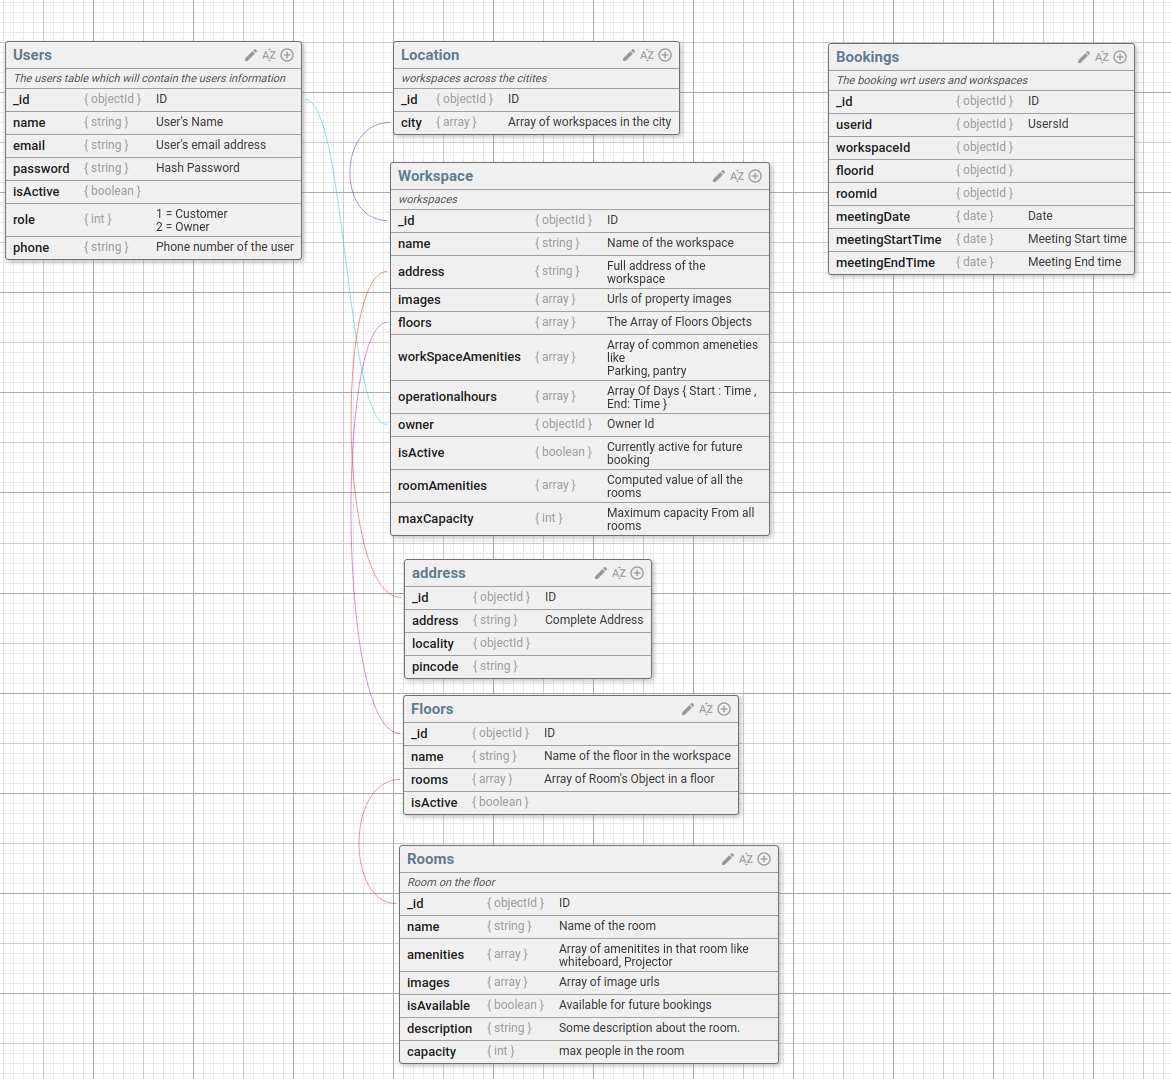 Users
The users table which will contain the users information
_id { objectId } ID
name { string } User's Name
email { string } User's email address
password { string } Hash Password
isActive { boolean }
role { int } 1 = Customer
2 = Owner
phone { string } Phone number of the user
Location
workspaces across the citites
_id { objectId } ID
city { array } Array of workspaces in the city
Workspace
workspaces
_id { objectId } ID
name { string } Name of the workspace
address { string } Full address of the
workspace
images { array } Urls of property images
floors { array } The Array of Floors Objects
workSpaceAmenities { array } Array of common ameneties
like
Parking, pantry
operationalhours { array } Array Of Days { Start : Time ,
End: Time }
owner { objectId } Owner Id
isActive { boolean } Currently active for future
booking
roomAmenities { array } Computed value of all the
rooms
maxCapacity { int } Maximum capacity From all
rooms
address
_id { objectId } ID
address { string } Complete Address
locality { objectId }
pincode { string }
Floors
_id { objectId } ID
name { string } Name of the floor in the workspace
rooms { array } Array of Room's Object in a floor
isActive { boolean }
Rooms
Room on the floor
_id { objectId } ID
name { string } Name of the room
amenities { array } Array of amenitites in that room like
whiteboard, Projector
images { array } Array of image urls
isAvailable { boolean } Available for future bookings
description { string } Some description about the room.
capacity { int } max people in the room
Bookings
The booking wrt users and workspaces
_id { objectId } ID
userid { objectId } UsersId
workspaceId { objectId }
floorid { objectId }
roomid { objectId }
meetingDate { date } Date
meetingStartTime { date } Meeting Start time
meetingEndTime { date } Meeting End time